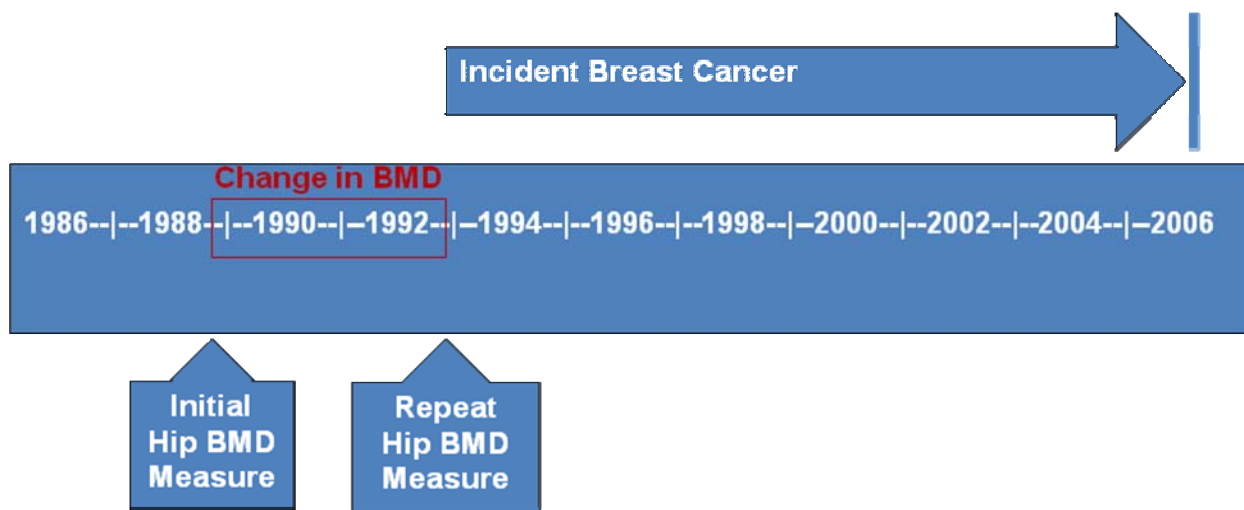 Incident Breast Cancer
Change in BMD
1986--|--1988--|--1990--|–1992--|–1994--|--1996--|--1998--|–2000--|--2002--|--2004--|–2006
Initial
Hip BMD
Measure
Repeat
Hip BMD
Measure